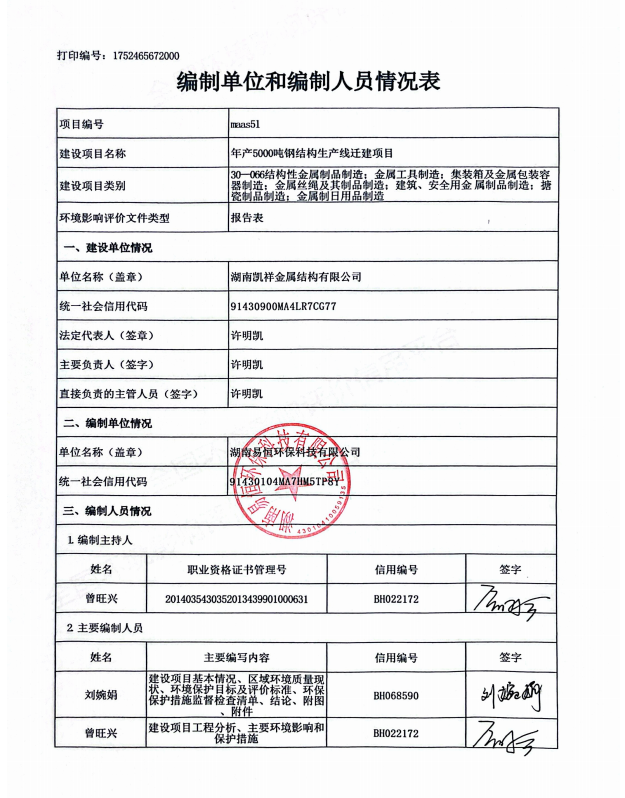 打印编号：1752465672000
编制单位和编制人员情况表
项目编号 maas51
建设项目名称 年产5000吨钢结构生产线迁建项目
建设项目类别 30—066结构性金属制品制造；金属工具制造；集装箱及金属包装容
器制造；金属丝绳及其制品制造；建筑、安全用金属制品制造；搪
瓷制品制造；金属制日用品制造
环境影响评价文件类型 报告表
一、建设单位情况
单位名称（盖章） 湖南凯祥金属结构有限公司
统一社会信用代码 91430900MA4LR7CG77
法定代表人（签章） 许明凯
主要负责人（签字） 许明凯
直接负责的主管人员（签字） 许明凯
二、编制单位情况
单位名称（盖章） 湖南易恒环保科技有限公司
统一社会信用代码 91430104MA7HM5TP8Y
湖南易恒环保科技有限公司
三、编制人员情况
1.编制主持人
姓名 职业资格证书管理号 信用编号 签字
曾旺兴 2014035430352013439901000631 BH022172
2.主要编制人员
姓名 主要编写内容 信用编号 签字
刘婉娟 建设项目基本情况、区域环境质量现
状、环境保护目标及评价标准、环保
保护措施监督检查清单、结论、附图
、附件 BH068590 刘婉娟
曾旺兴 建设项目工程分析、主要环境影响和
保护措施 BH022172